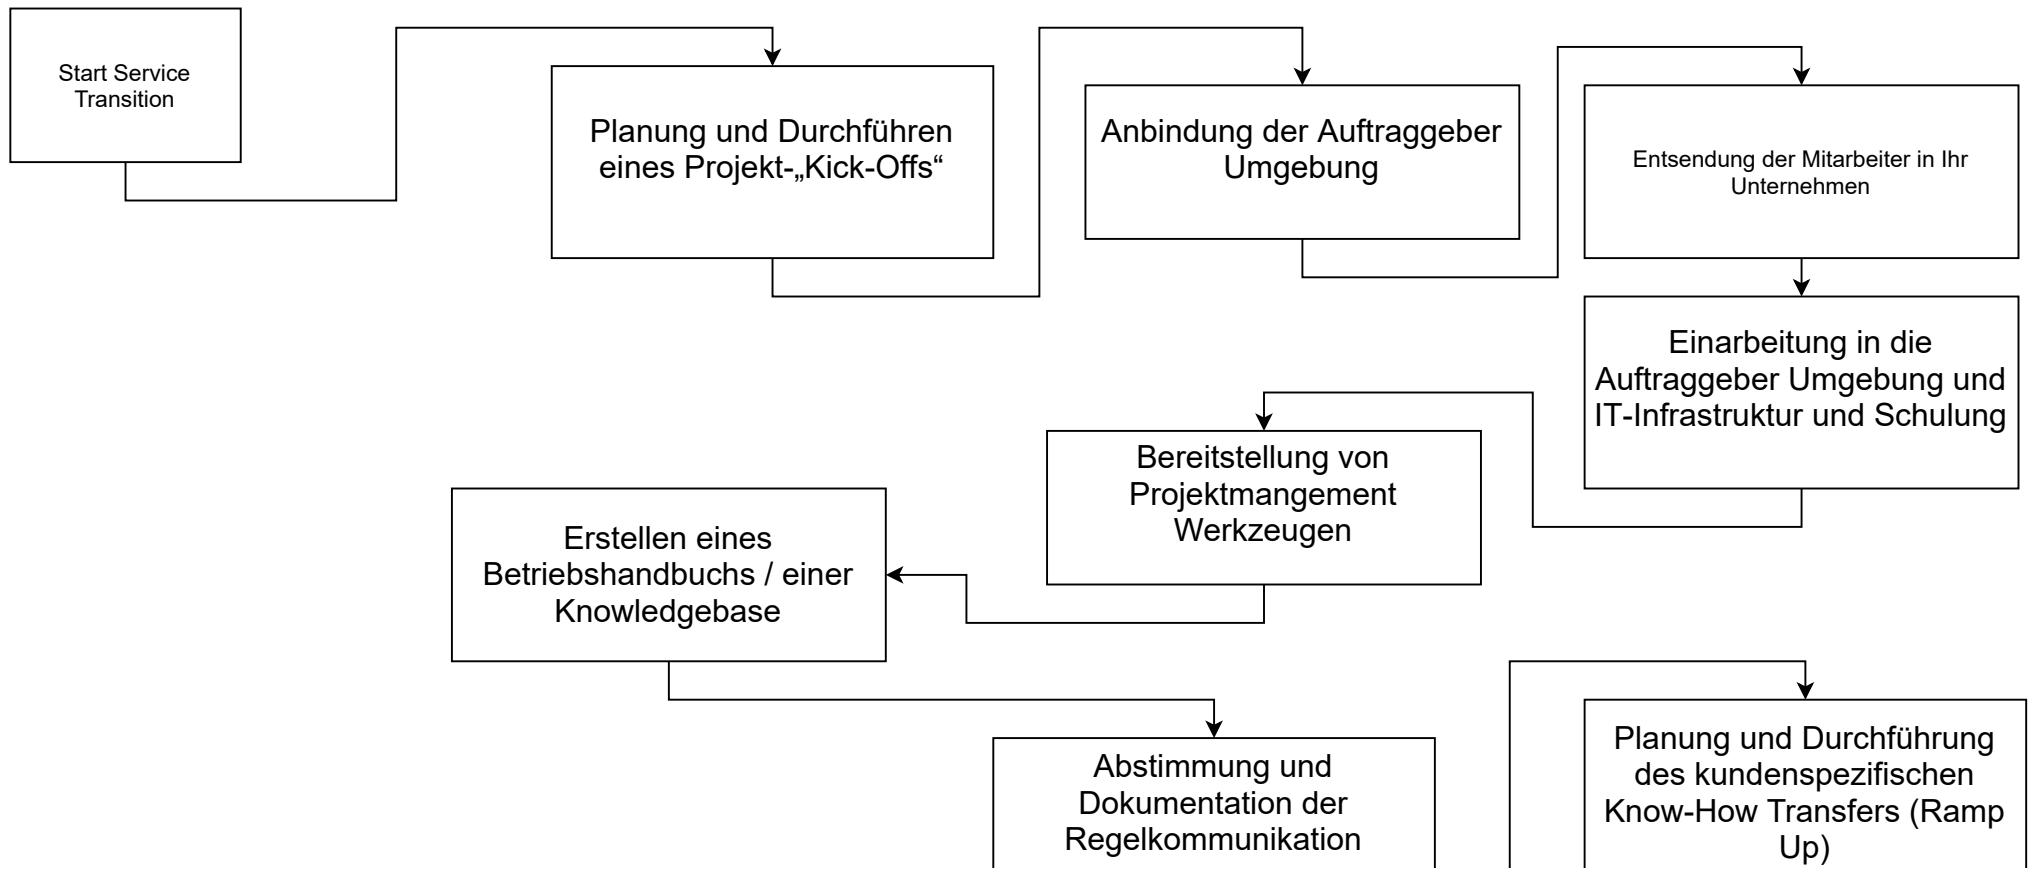 Start Service
Transition
Planung und Durchführen
eines Projekt-„Kick-Offs“
Anbindung der Auftraggeber
Umgebung
Entsendung der Mitarbeiter in Ihr
Unternehmen
Einarbeitung in die
Auftraggeber Umgebung und
IT-Infrastruktur und Schulung
Bereitstellung von
Projektmangement
Werkzeugen
Erstellen eines
Betriebshandbuchs / einer
Knowledgebase
Abstimmung und
Dokumentation der
Regelkommunikation
Planung und Durchführung
des kundenspezifischen
Know-How Transfers (Ramp
Up)